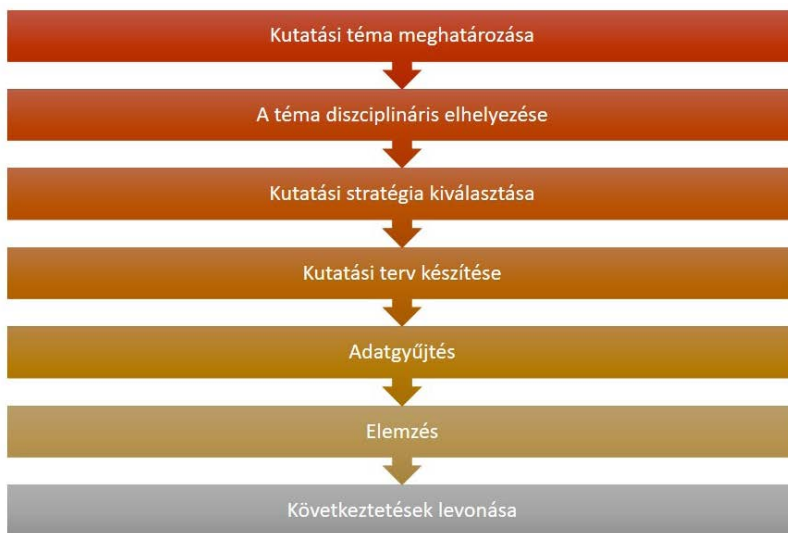 Kutatási téma meghatározása
A téma diszciplináris elhelyezése
Kutatási stratégia kiválasztása
Kutatási terv készítése
Adatgyűjtés
Elemzés
Következtetések levonása